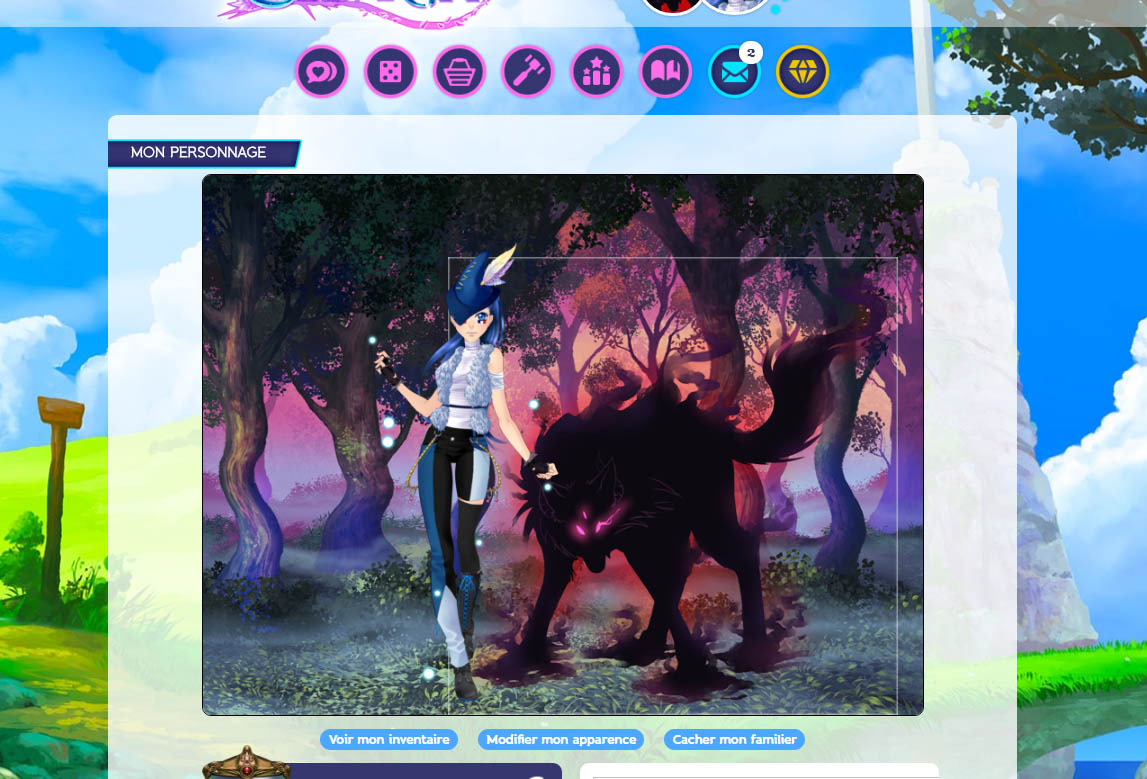 2
MON PERSONNAGE
Voir mon inventaire
Modifier mon apparence
Cacher mon familier